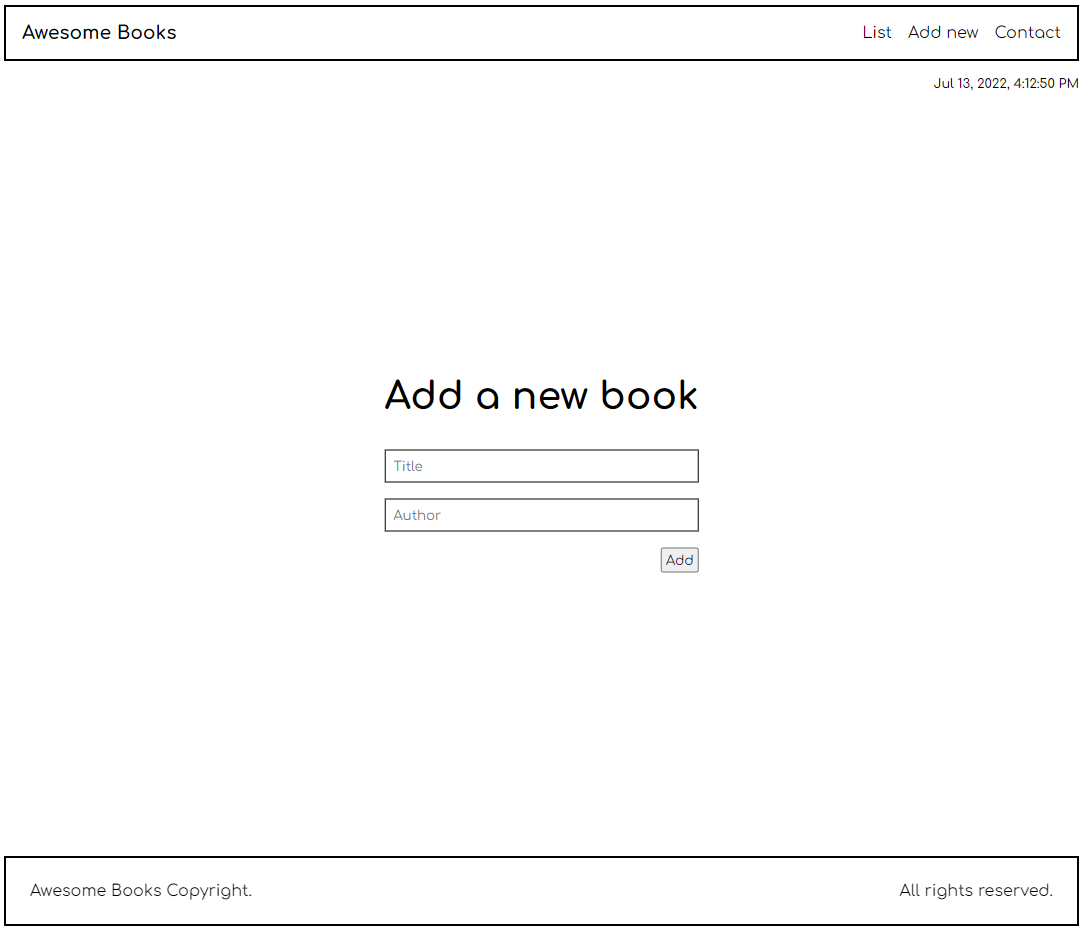 Awesome Books List Add new Contact
Jul 13, 2022, 4:12:50 PM
Add a new book
Title
Author
Add
Awesome Books Copyright. All rights reserved.